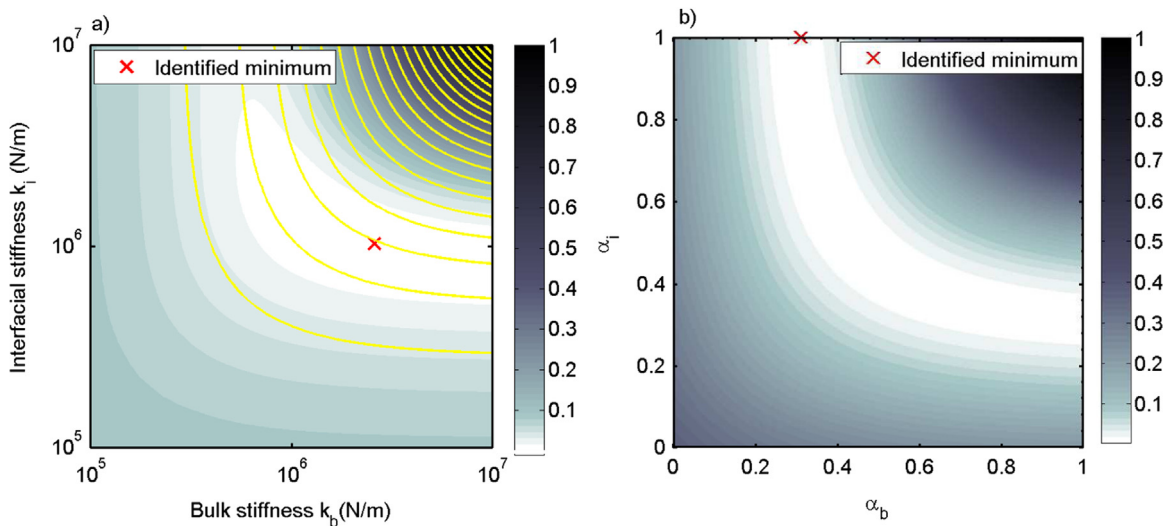 a)
Identified minimum
Interfacial stiffness k_i (N/m)
10^7
10^6
10^5
10^5 10^6 10^7
Bulk stiffness k_b(N/m)
1
0.9
0.8
0.7
0.6
0.5
0.4
0.3
0.2
0.1
b)
Identified minimum
α_i
1
0.8
0.6
0.4
0.2
0
0 0.2 0.4 0.6 0.8 1
α_b
1
0.9
0.8
0.7
0.6
0.5
0.4
0.3
0.2
0.1